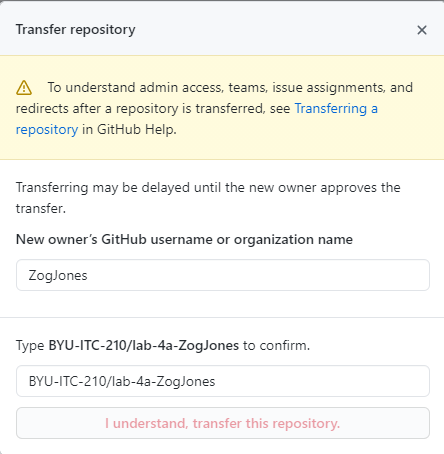 Transfer repository
To understand admin access, teams, issue assignments, and
redirects after a repository is transferred, see Transferring a
repository in GitHub Help.
Transferring may be delayed until the new owner approves the
transfer.
New owner’s GitHub username or organization name
ZogJones
Type BYU-ITC-210/lab-4a-ZogJones to confirm.
BYU-ITC-210/lab-4a-ZogJones
I understand, transfer this repository.